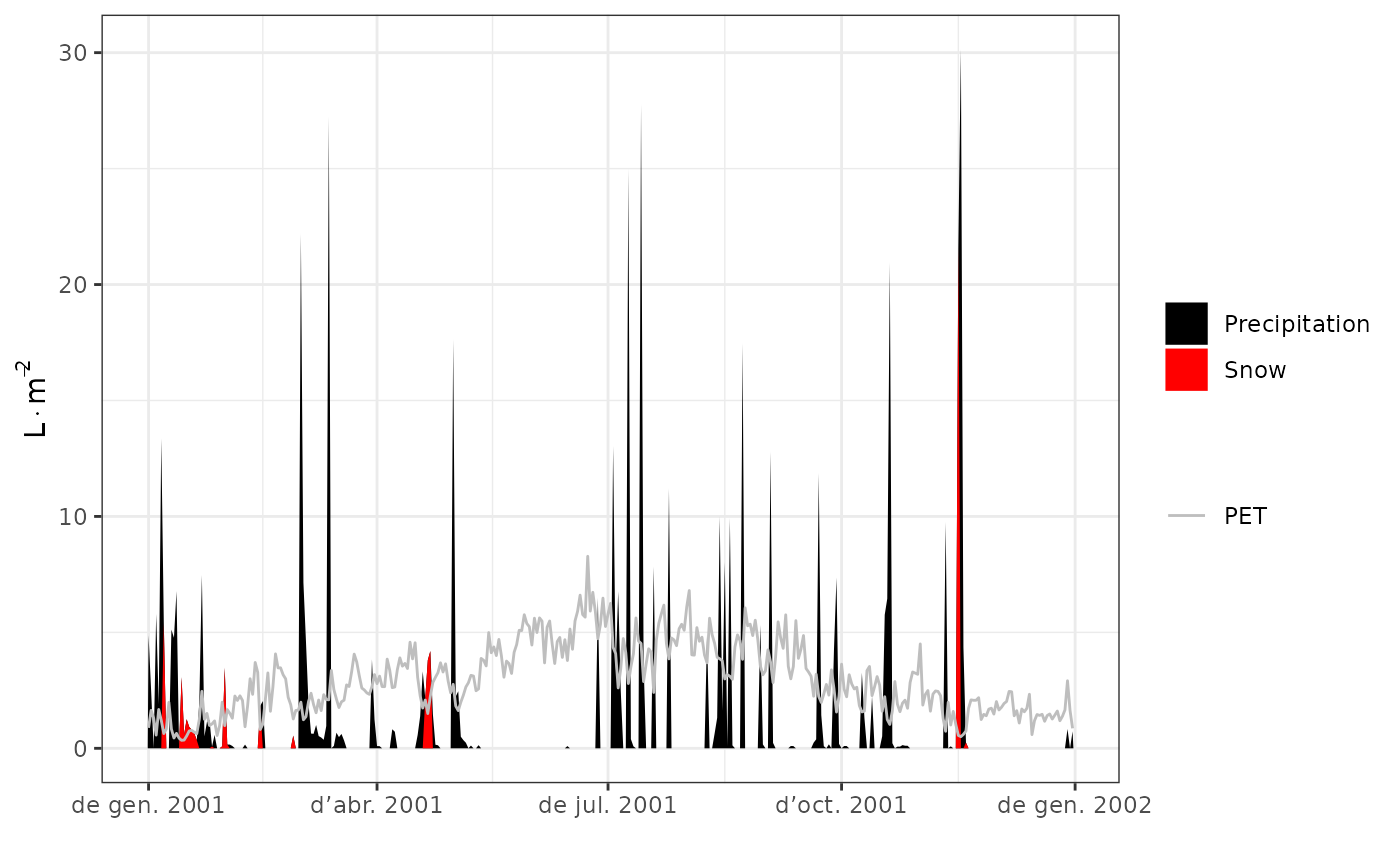 30
20
10
0
L · m⁻²
de gen. 2001
d’abr. 2001
de jul. 2001
d’oct. 2001
de gen. 2002
Precipitation
Snow
PET